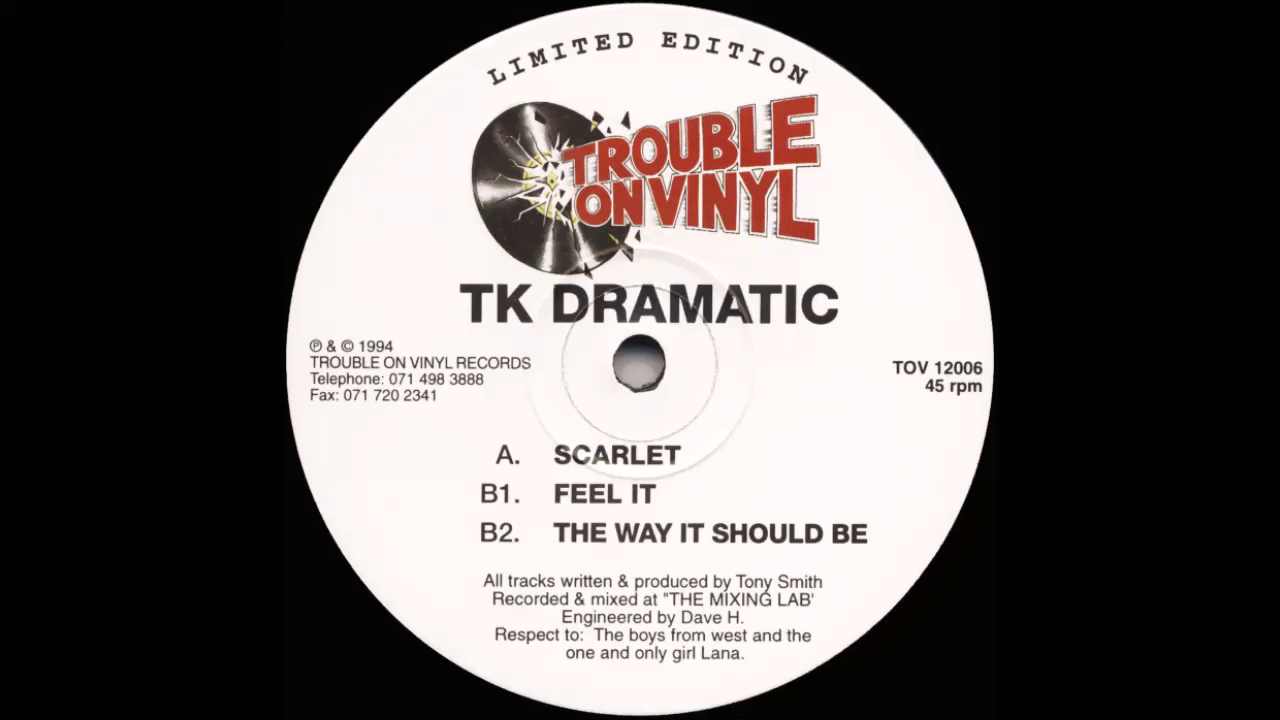 LIMITED EDITION
TROUBLE
ON VINYL
TK DRAMATIC
℗ & © 1994
TROUBLE ON VINYL RECORDS
Telephone: 071 498 3888
Fax: 071 720 2341
TOV 12006
45 rpm
A. SCARLET
B1. FEEL IT
B2. THE WAY IT SHOULD BE
All tracks written & produced by Tony Smith
Recorded & mixed at "THE MIXING LAB'
Engineered by Dave H.
Respect to: The boys from west and the
one and only girl Lana.